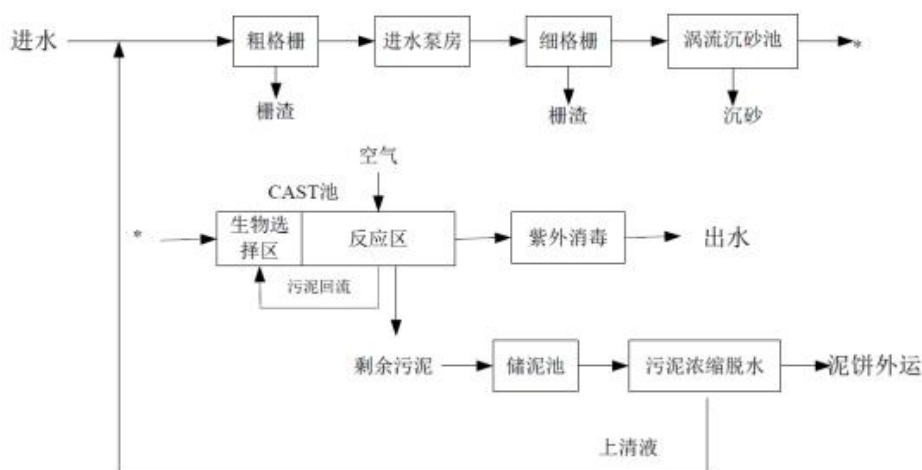 进水
粗格栅
进水泵房
细格栅
涡流沉砂池
*
栅渣
栅渣
沉砂
空气
CAST池
*
生物选
择区
反应区
紫外消毒
出水
污泥回流
剩余污泥
储泥池
污泥浓缩脱水
泥饼外运
上清液